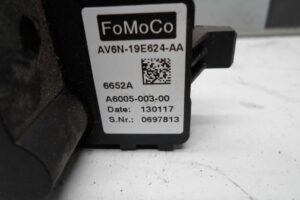 FoMoCo
AV6N-19E624-AA
6652A
A6005-003-00
Date: 130117
S.Nr.: 0697813